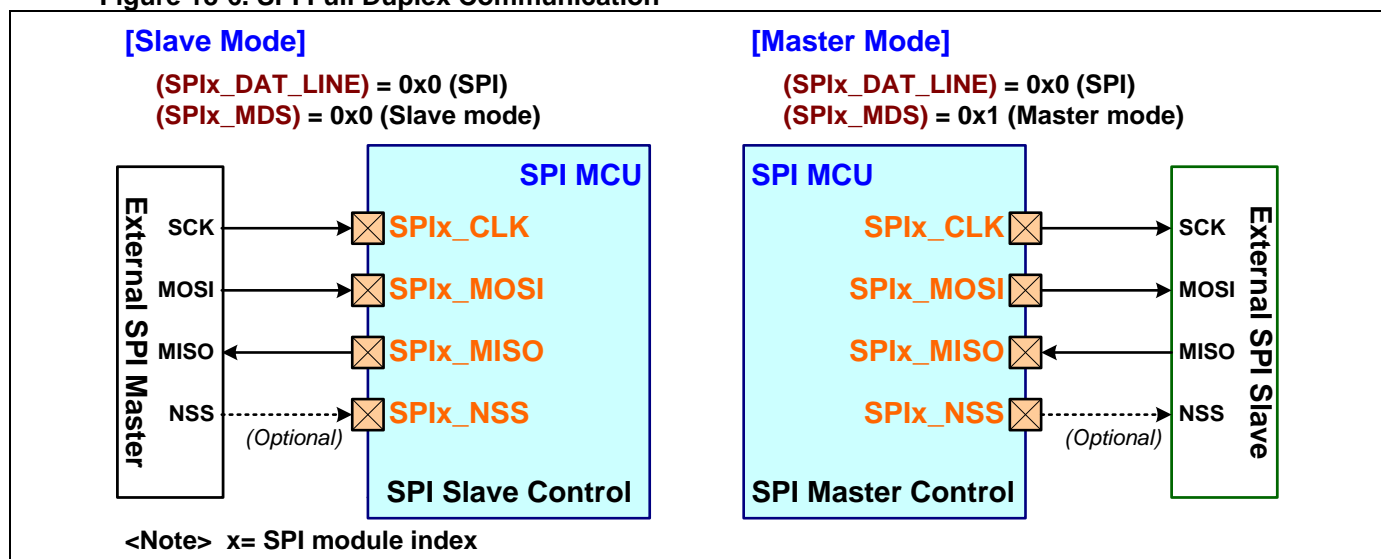 [Slave Mode]
(SPIx_DAT_LINE) = 0x0 (SPI)
(SPIx_MDS) = 0x0 (Slave mode)
External SPI Master
SCK
MOSI
MISO
NSS
(Optional)
SPI MCU
SPIx_CLK
SPIx_MOSI
SPIx_MISO
SPIx_NSS
SPI Slave Control
[Master Mode]
(SPIx_DAT_LINE) = 0x0 (SPI)
(SPIx_MDS) = 0x1 (Master mode)
SPI MCU
SPIx_CLK
SPIx_MOSI
SPIx_MISO
SPIx_NSS
SPI Master Control
(Optional)
SCK
MOSI
MISO
NSS
External SPI Slave
<Note> x= SPI module index